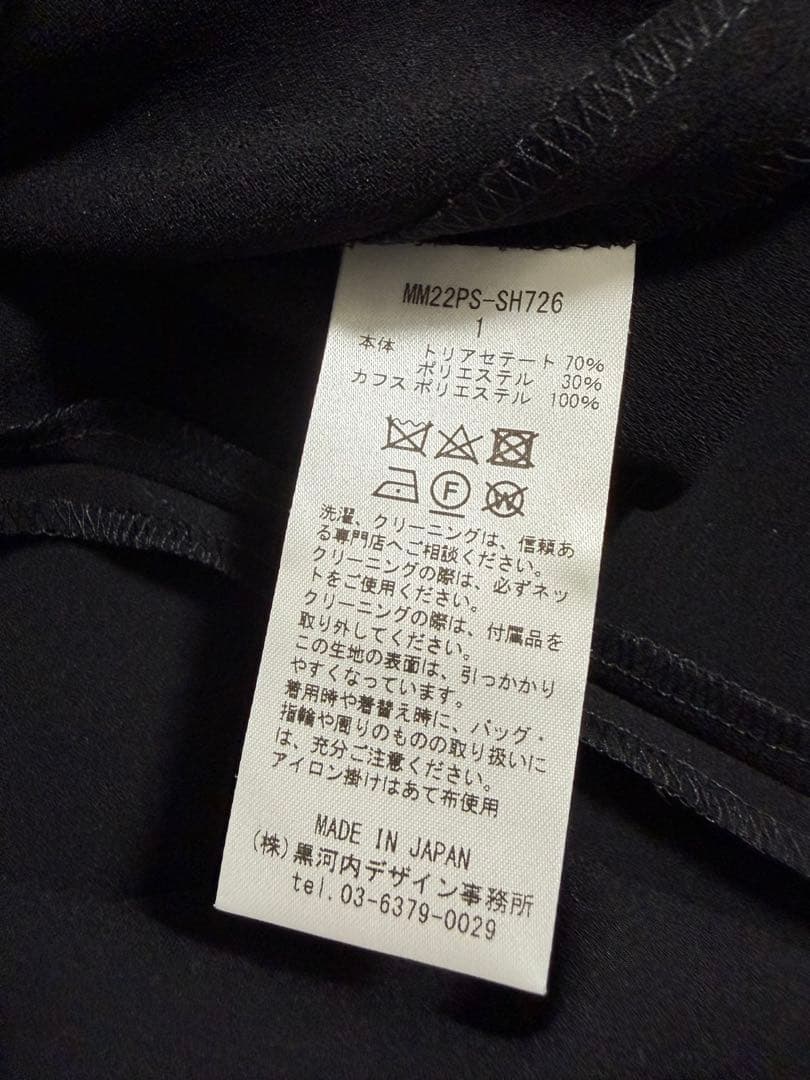 MM22PS-SH726
1
本体 トリアセテート 70%
ポリエステル 30%
カフス ポリエステル 100%
F
W
洗濯、クリーニングは、信頼あ
る専門店へご相談ください。
クリーニングの際は、必ずネッ
トをご使用ください。
クリーニングの際は、付属品を
取り外してください。
この生地の表面は、引っかかり
やすくなっています。
着用時や着替え時に、バッグ・
指輪や周りのものの取り扱いに
は、充分ご注意ください。
アイロン掛けはあて布使用
MADE IN JAPAN
(株)黒河内デザイン事務所
tel.03-6379-0029